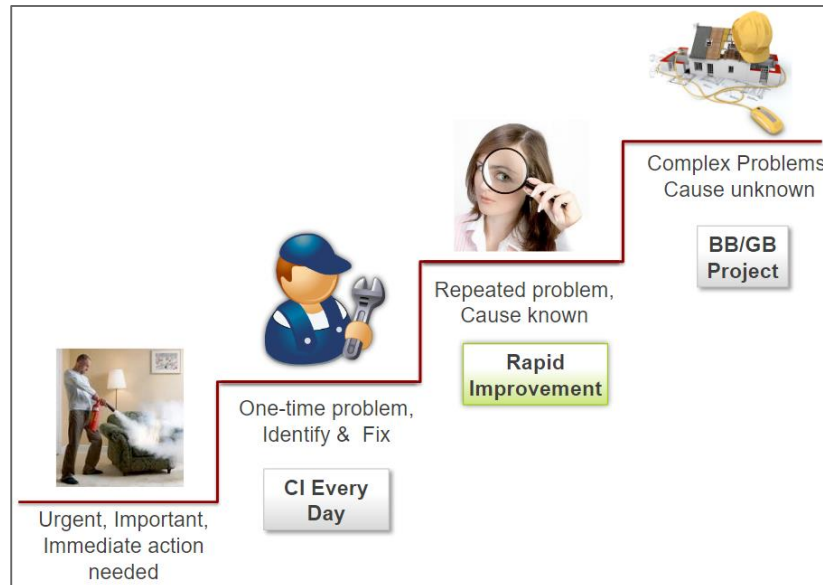 Urgent, Important,
Immediate action
needed
One-time problem,
Identify & Fix
CI Every
Day
Repeated problem,
Cause known
Rapid
Improvement
Complex Problems
Cause unknown
BB/GB
Project